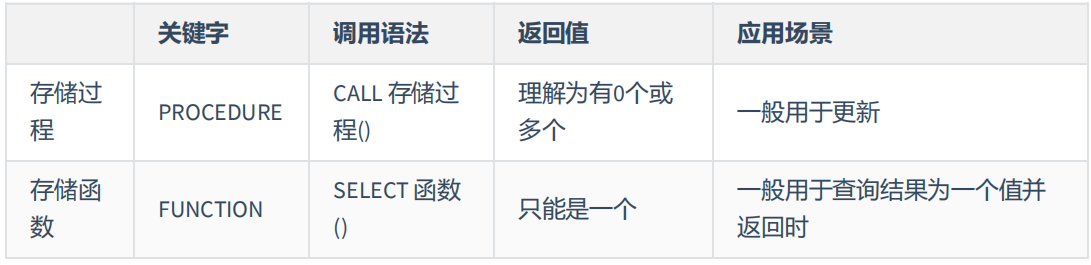 关键字 调用语法 返回值 应用场景
存储过
程
PROCEDURE
CALL 存储过
程()
理解为有0个或
多个
一般用于更新
存储函
数
FUNCTION
SELECT 函数
()
只能是一个
一般用于查询结果为一个值并
返回时